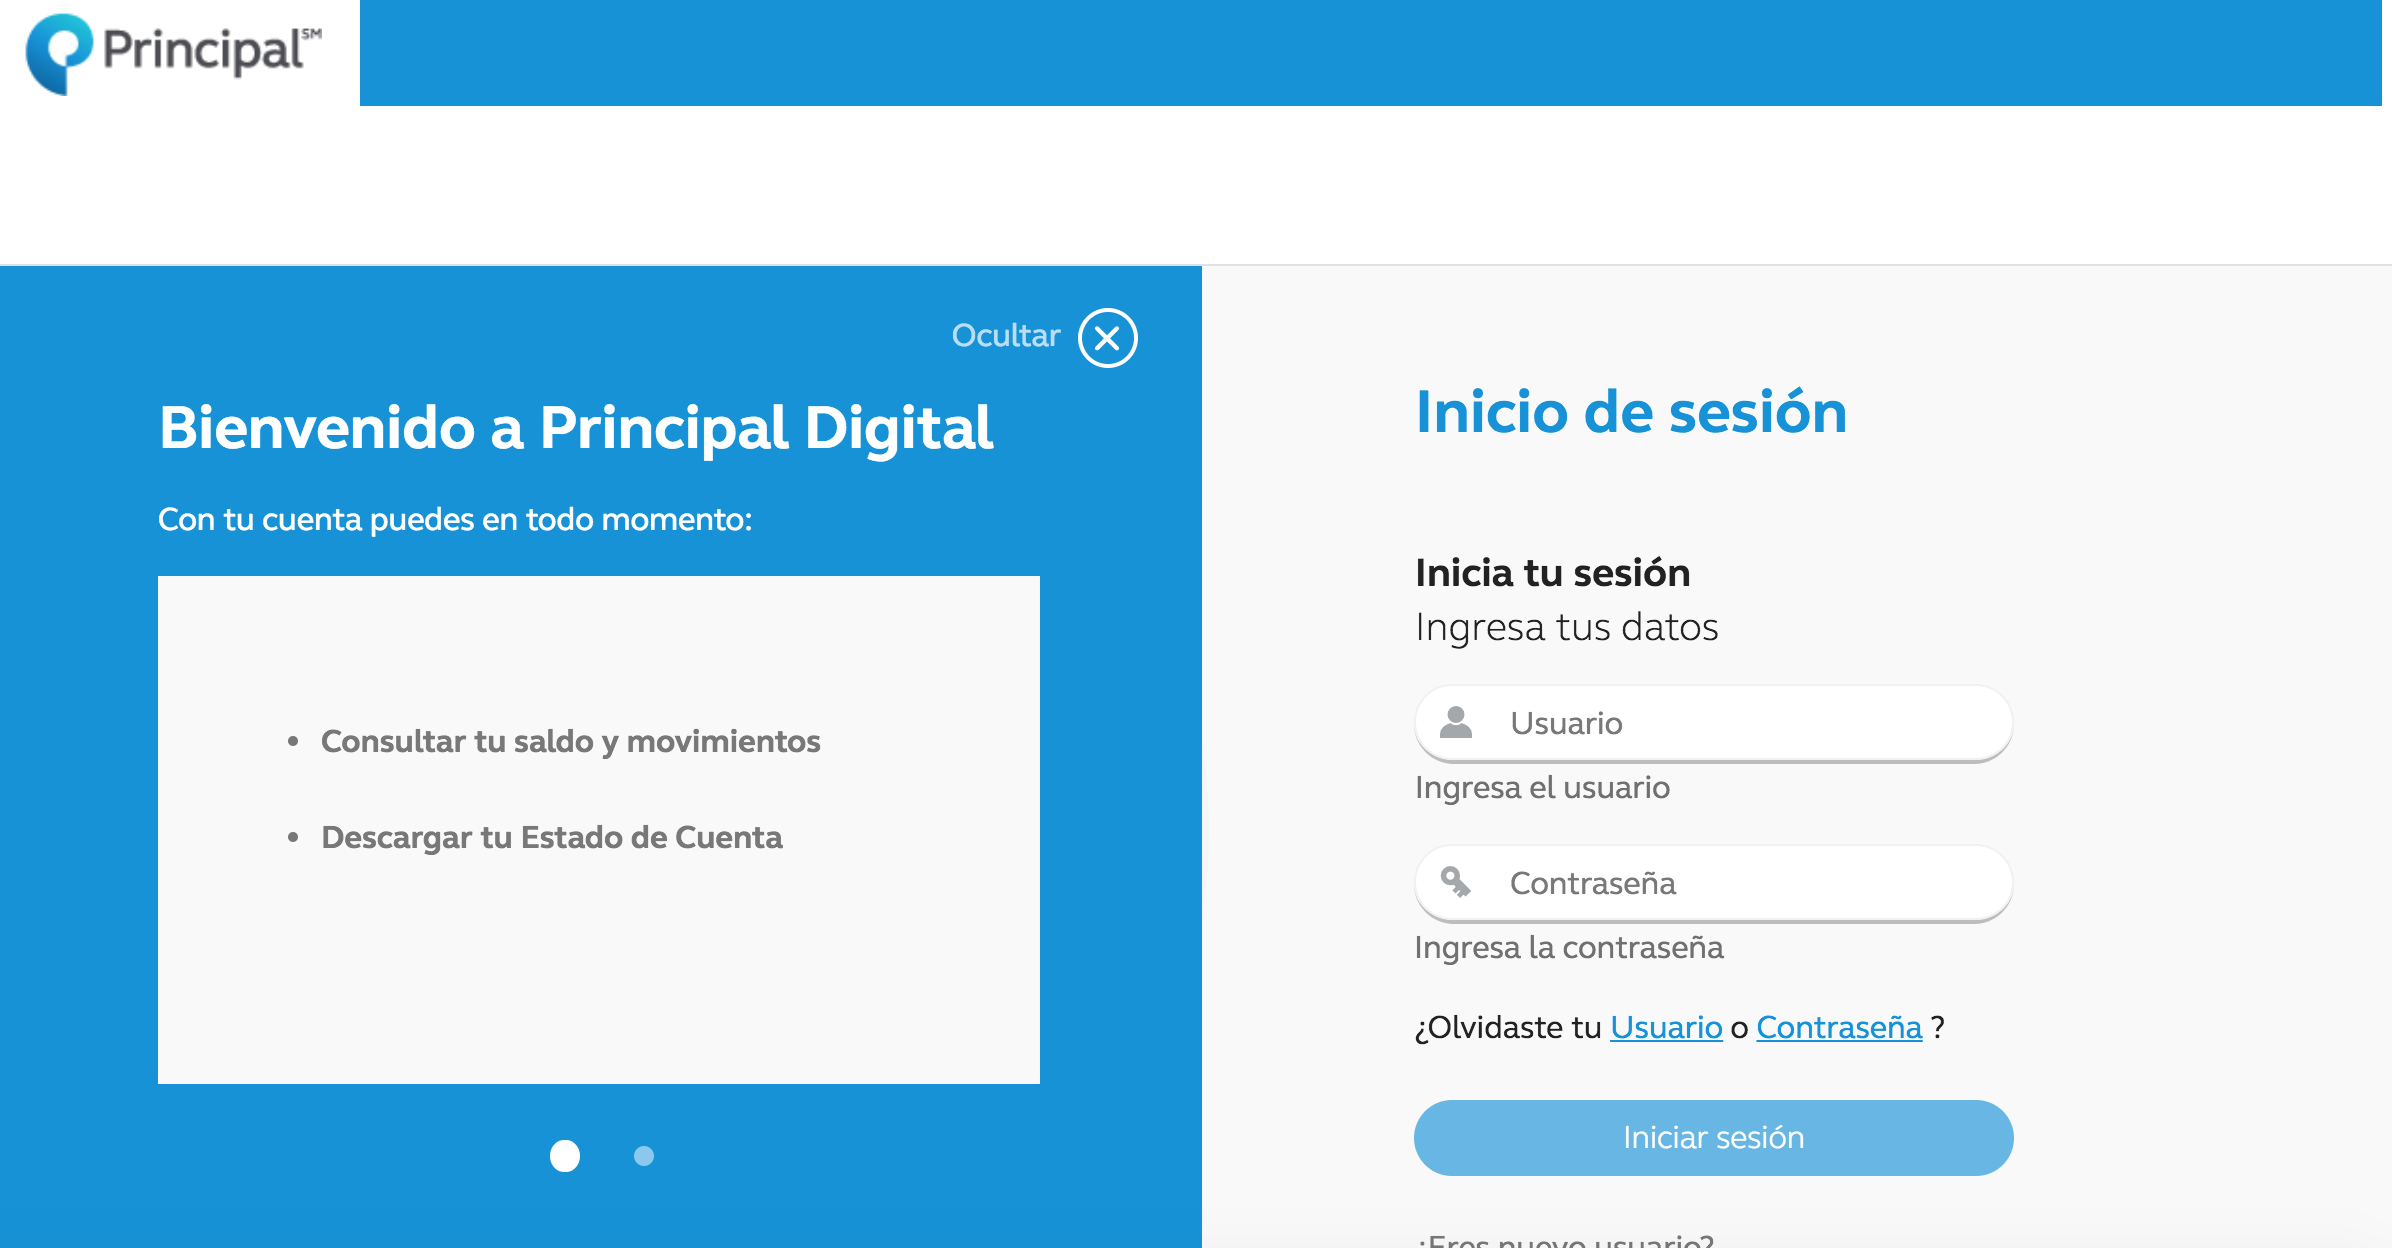 Principal℠
Ocultar
Bienvenido a Principal Digital
Con tu cuenta puedes en todo momento:
• Consultar tu saldo y movimientos
• Descargar tu Estado de Cuenta
Inicio de sesión
Inicia tu sesión
Ingresa tus datos
Usuario
Ingresa el usuario
Contraseña
Ingresa la contraseña
¿Olvidaste tu Usuario o Contraseña ?
Iniciar sesión
¿Eres nuevo usuario?